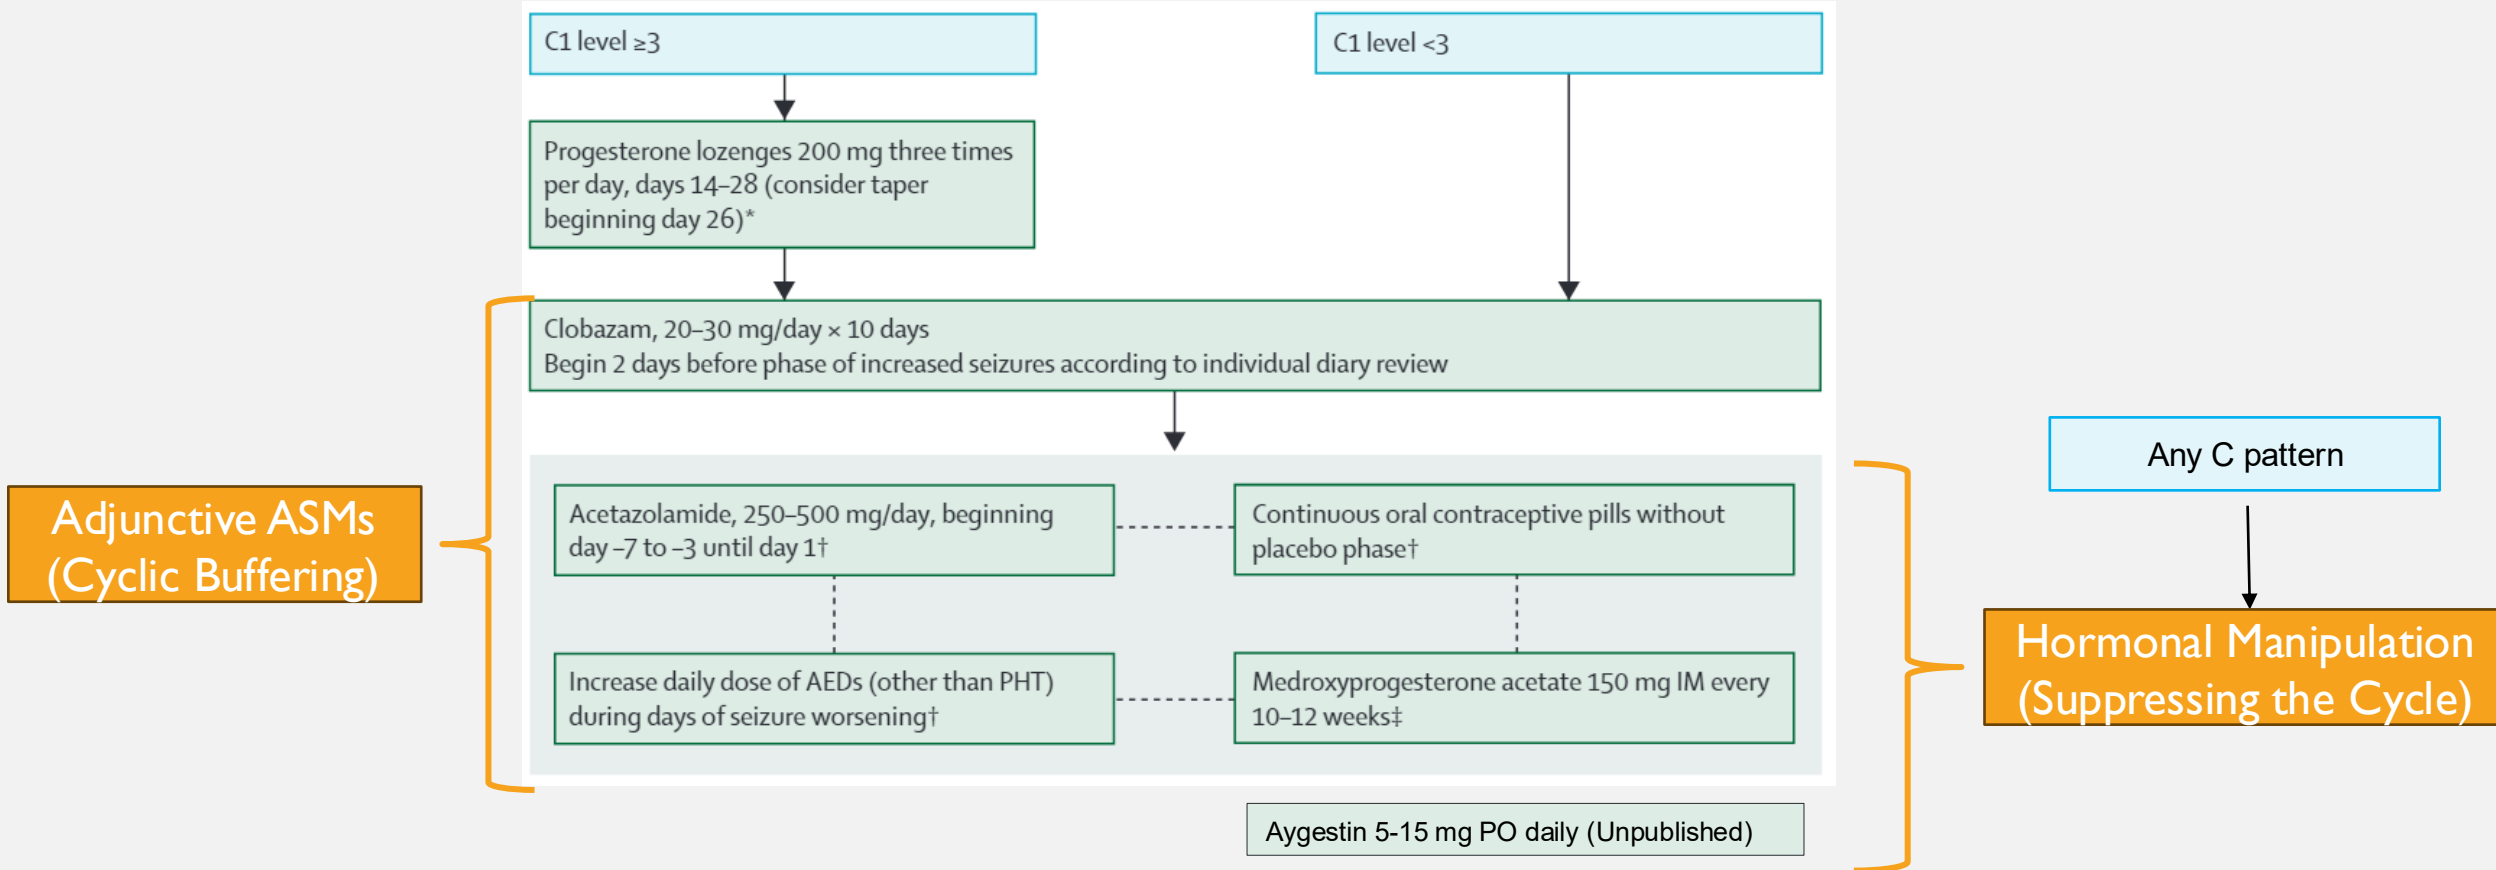 C1 level ≥3
C1 level <3
Progesterone lozenges 200 mg three times
per day, days 14–28 (consider taper
beginning day 26)*
Clobazam, 20–30 mg/day × 10 days
Begin 2 days before phase of increased seizures according to individual diary review
Adjunctive ASMs
(Cyclic Buffering)
Acetazolamide, 250–500 mg/day, beginning
day –7 to –3 until day 1†
Continuous oral contraceptive pills without
placebo phase†
Increase daily dose of AEDs (other than PHT)
during days of seizure worsening†
Medroxyprogesterone acetate 150 mg IM every
10–12 weeks‡
Aygestin 5-15 mg PO daily (Unpublished)
Any C pattern
Hormonal Manipulation
(Suppressing the Cycle)